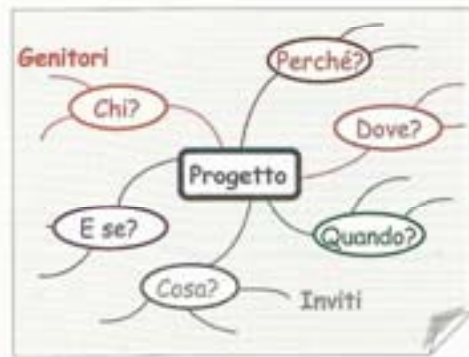 Genitori
Perché?
Chi?
Dove?
Progetto
E se?
Quando?
Cosa?
Inviti